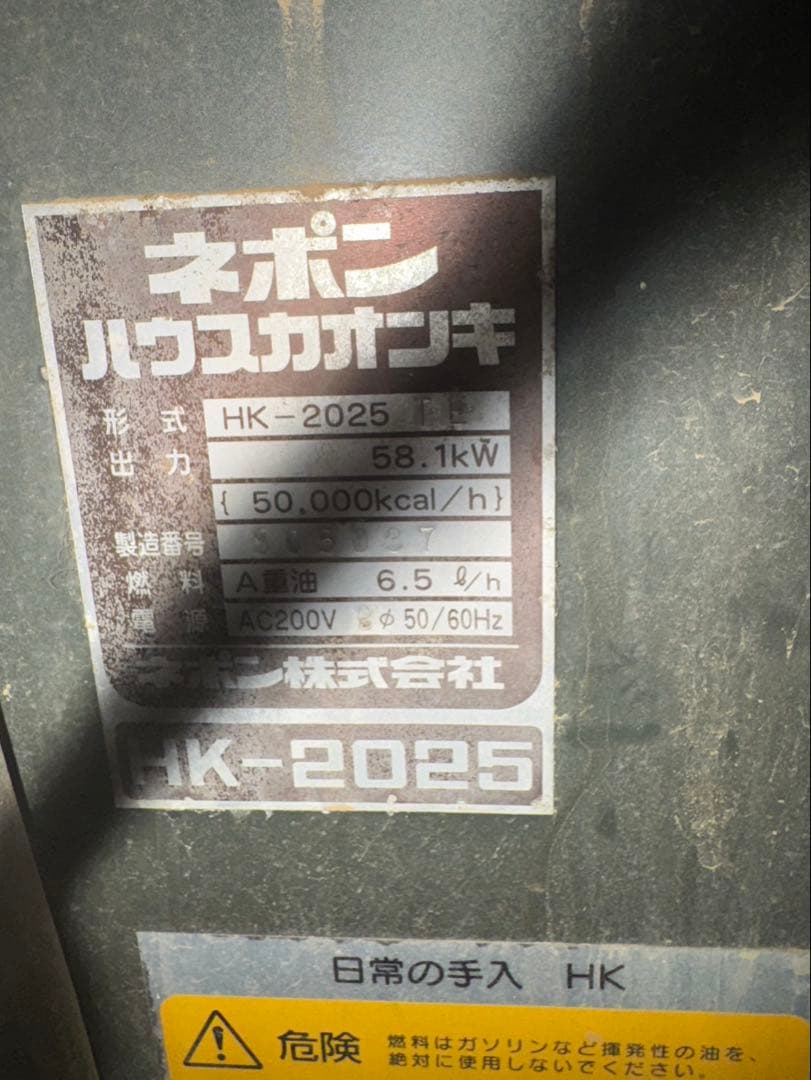 ネポン
ハウスカオンキ
形式 HK-2025
出力 58.1kW
{ 50,000kcal/h}
製造番号
燃料 A重油 6.5 ℓ/h
電源 AC200V φ 50/60Hz
ネポン株式会社
HK-2025
日常の手入 HK
危険 燃料はガソリンなど揮発性の油を、
絶対に使用しないでください。